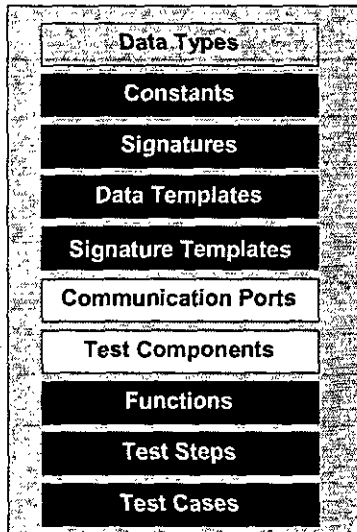 Data Types
Constants
Signatures
Data Templates
Signature Templates
Communication Ports
Test Components
Functions
Test Steps
Test Cases